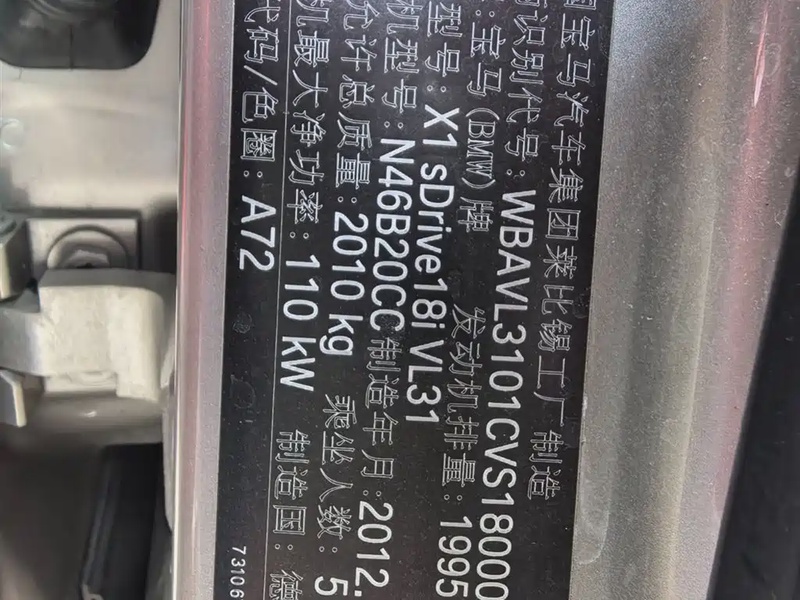 国宝马汽车集团莱比锡工厂制造
识别代号:WBAVL3101CVS18000
:宝马(BMW)牌 发动机排量:1995
型号:X1 sDrive18i VL31
机型号:N46B20CC 制造年月:2012.
允许总质量:2010 kg 乘坐人数:5
机最大净功率:110 kW 制造国:德
代码/色圈:A72
73106